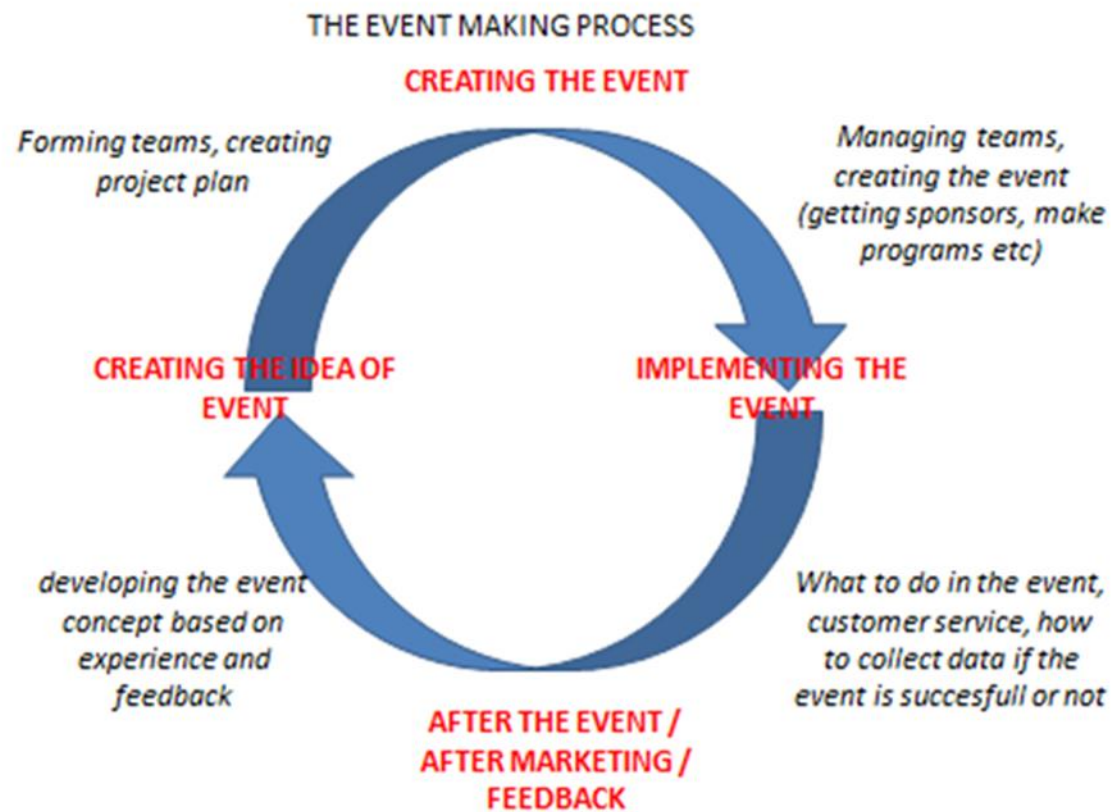 THE EVENT MAKING PROCESS
CREATING THE EVENT
Forming teams, creating
project plan
Managing teams,
creating the event
(getting sponsors, make
programs etc)
CREATING THE IDEA OF
EVENT
IMPLEMENTING THE
EVENT
developing the event
concept based on
experience and
feedback
What to do in the event,
customer service, how
to collect data if the
event is succesfull or not
AFTER THE EVENT /
AFTER MARKETING /
FEEDBACK